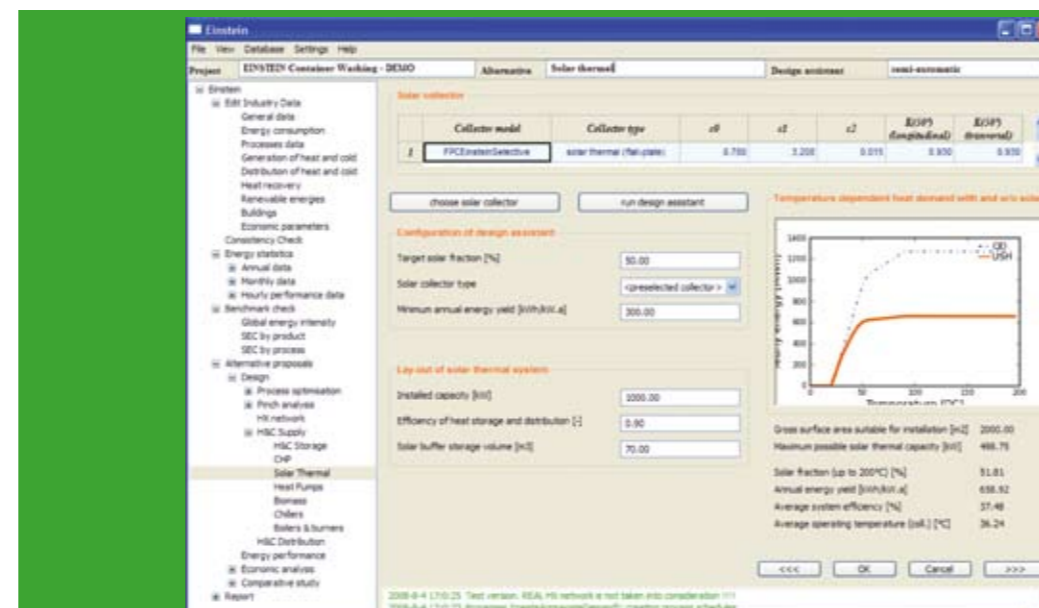 Einstein
File View Database Settings Help
Project EINSTEIN Container Washing - DEMO Alternative Solar thermal Design assistant semi-automatic
Einstein
Edit Industry Data
General data
Energy consumption
Processes data
Generation of heat and cold
Distribution of heat and cold
Heat recovery
Renewable energies
Buildings
Economic parameters
Consistency Check
Energy statistics
Annual data
Monthly data
Hourly performance data
Benchmark check
Global energy intensity
SEC by product
SEC by process
Alternative proposals
Design
Process optimisation
Pinch analysis
HX network
H&C Supply
H&C Storage
CHP
Solar Thermal
Heat Pumps
Biomass
Chillers
Boilers & burners
H&C Distribution
Energy performance
Economic analysis
Comparative study
Report
Solar collector
Collector model Collector type c0 c1 c2 K(50º) (longitudinal) K(50º) (transversal)
1 FPCEinsteinSelective solar thermal (flat-plate) 3.200 0.015 0.930 0.930
choose solar collector run design assistant
Configuration of design assistant
Target solar fraction [%] 50.00
Solar collector type <preselected collector>
Minimum annual energy yield [kWh/kW.a] 300.00
Lay-out of solar thermal system
Installed capacity [kW] 1000.00
Efficiency of heat storage and distribution [-] 0.90
Solar buffer storage volume [m3] 70.00
Temperature dependent heat demand with and w/o solar
1400
1200
1000
800
600
400
200
0
QD
USH
0 50 100 150 200
Gross surface area suitable for installation [m2] 2000.00
Maximum possible solar thermal capacity [kW]
Solar fraction (up to 200ºC) [%] 51.81
Annual energy yield [kWh/kW.a] 658.92
Average system efficiency [%] 37.48
Average operating temperature (coll.) [ºC] 36.24
<<< OK Cancel >>>
Test version. REAL HX network is not taken into consideration !!!